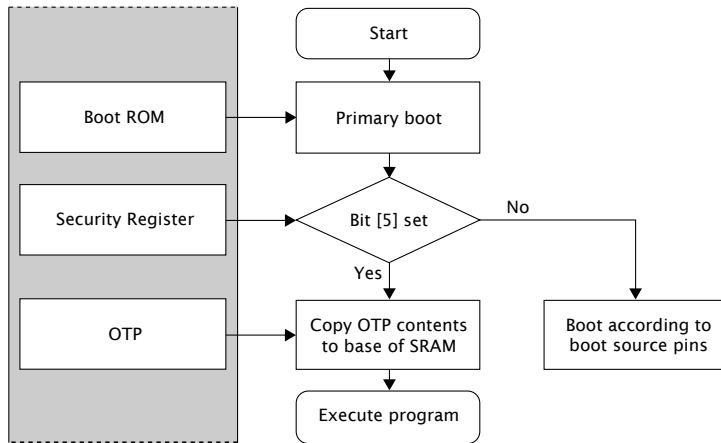 Start
Boot ROM
Primary boot
Security Register
Bit [5] set
No
Yes
OTP
Copy OTP contents
to base of SRAM
Boot according to
boot source pins
Execute program